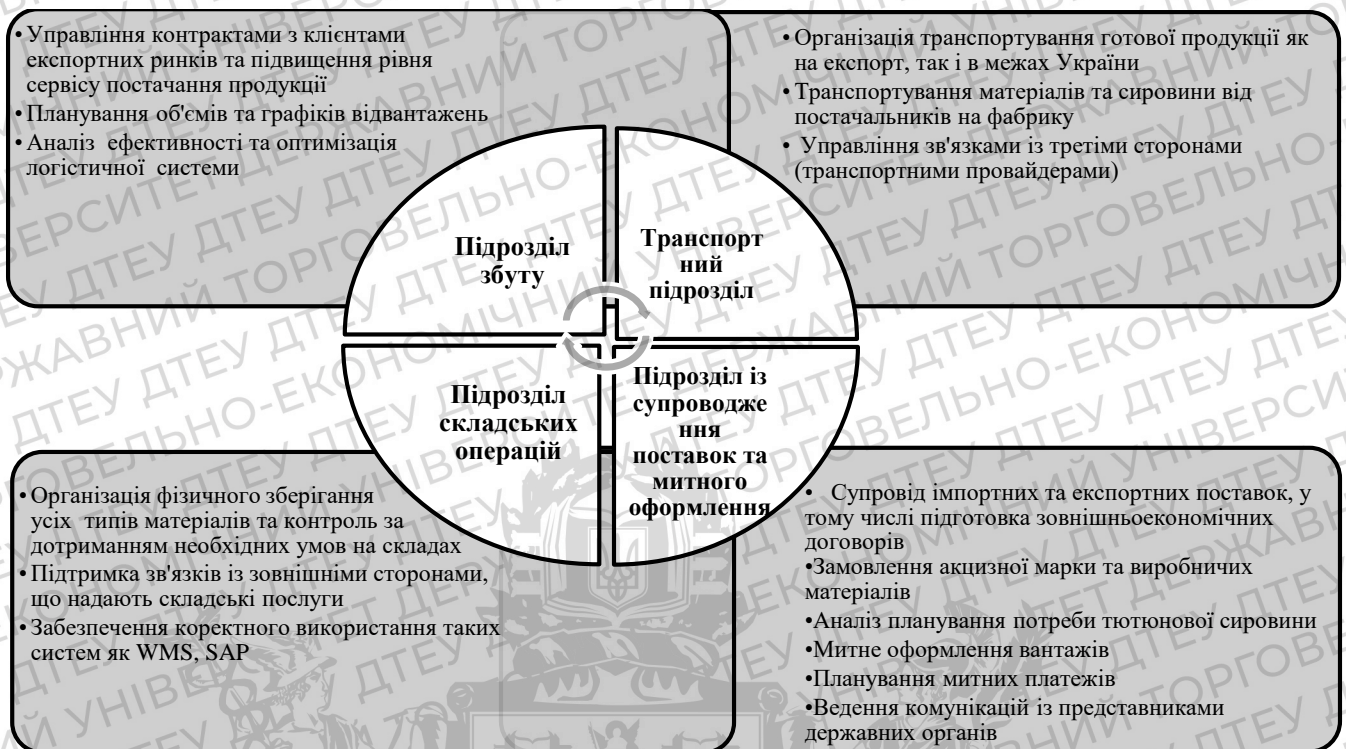 • Управління контрактами з клієнтами
експортних ринків та підвищення рівня
сервісу постачання продукції
• Планування об'ємів та графіків відвантажень
• Аналіз ефективності та оптимізація
логістичної системи
• Організація транспортування готової продукції як
на експорт, так і в межах України
• Транспортування матеріалів та сировини від
постачальників на фабрику
• Управління зв'язками із третіми сторонами
(транспортними провайдерами)
Підрозділ
збуту
Транспорт
ний
підрозділ
Підрозділ
складських
операцій
Підрозділ із
супроводже
ння
поставок та
митного
оформлення
• Організація фізичного зберігання
усіх типів матеріалів та контроль за
дотриманням необхідних умов на складах
• Підтримка зв'язків із зовнішніми сторонами,
що надають складські послуги
• Забезпечення коректного використання таких
систем як WMS, SAP
• Супровід імпортних та експортних поставок, у
тому числі підготовка зовнішньоекономічних
договорів
•Замовлення акцизної марки та виробничих
матеріалів
•Аналіз планування потреби тютюнової сировини
•Митне оформлення вантажів
•Планування митних платежів
•Ведення комунікацій із представниками
державних органів